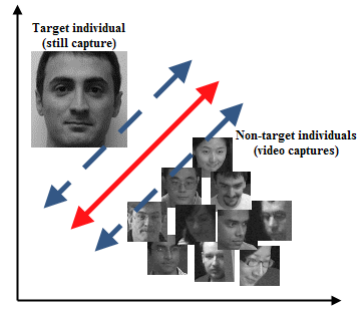 Target individual
(still capture)
Non-target individuals
(video captures)